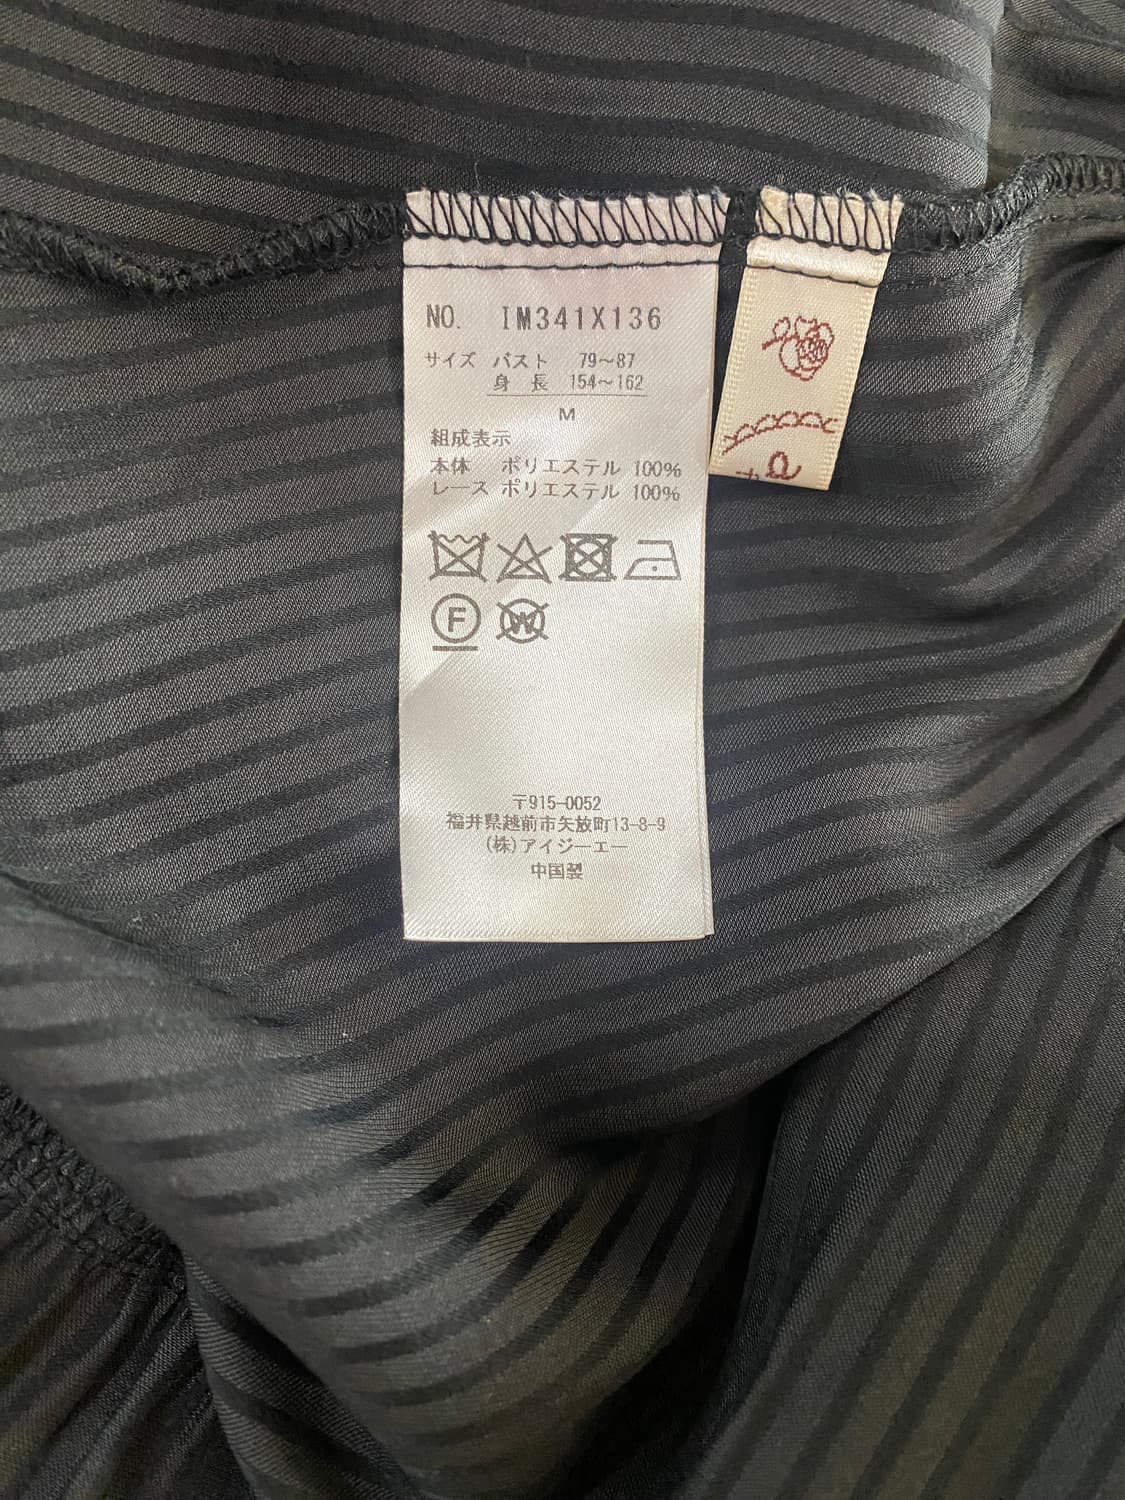 NO. IM341X136
サイズ バスト 79～87
身 長 154～162
M
組成表示
本体 ポリエステル 100%
レース ポリエステル 100%
F
W
〒915-0052
福井県越前市矢放町13-8-9
(株)アイジーエー
中国製